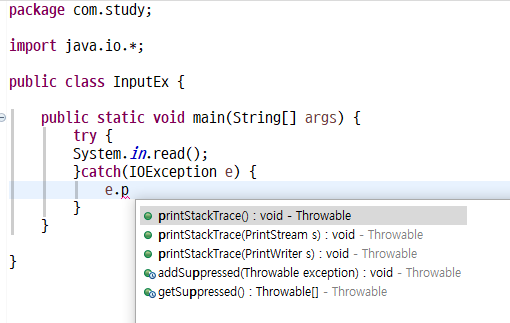 package com.study;
import java.io.*;
public class InputEx {
public static void main(String[] args) {
try {
System.in.read();
}catch(IOException e) {
e.p
}
}
}
printStackTrace() : void - Throwable
printStackTrace(PrintStream s) : void - Throwable
printStackTrace(PrintWriter s) : void - Throwable
addSuppressed(Throwable exception) : void - Throwable
getSuppressed() : Throwable[] - Throwable